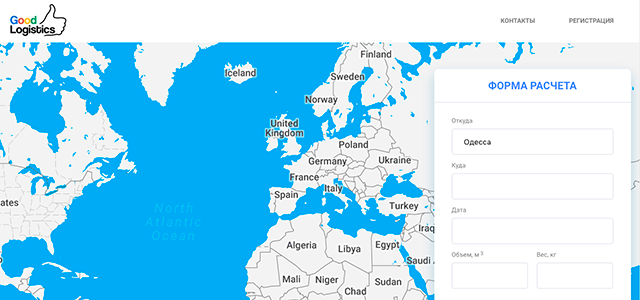 Good
Logistics
КОНТАКТЫ
РЕГИСТРАЦИЯ
Iceland
Finland
Sweden
Norway
United
Kingdom
Poland
Germany
Ukraine
France
Italy
Spain
Turkey
Iraq
Algeria
Libya
Egypt
Saudi
Mali
Niger
Chad
Sudan
ates
North
Atlantic
Ocean
ФОРМА РАСЧЕТА
Откуда
Одесса
Куда
Дата
Объем, м 3
Вес, кг